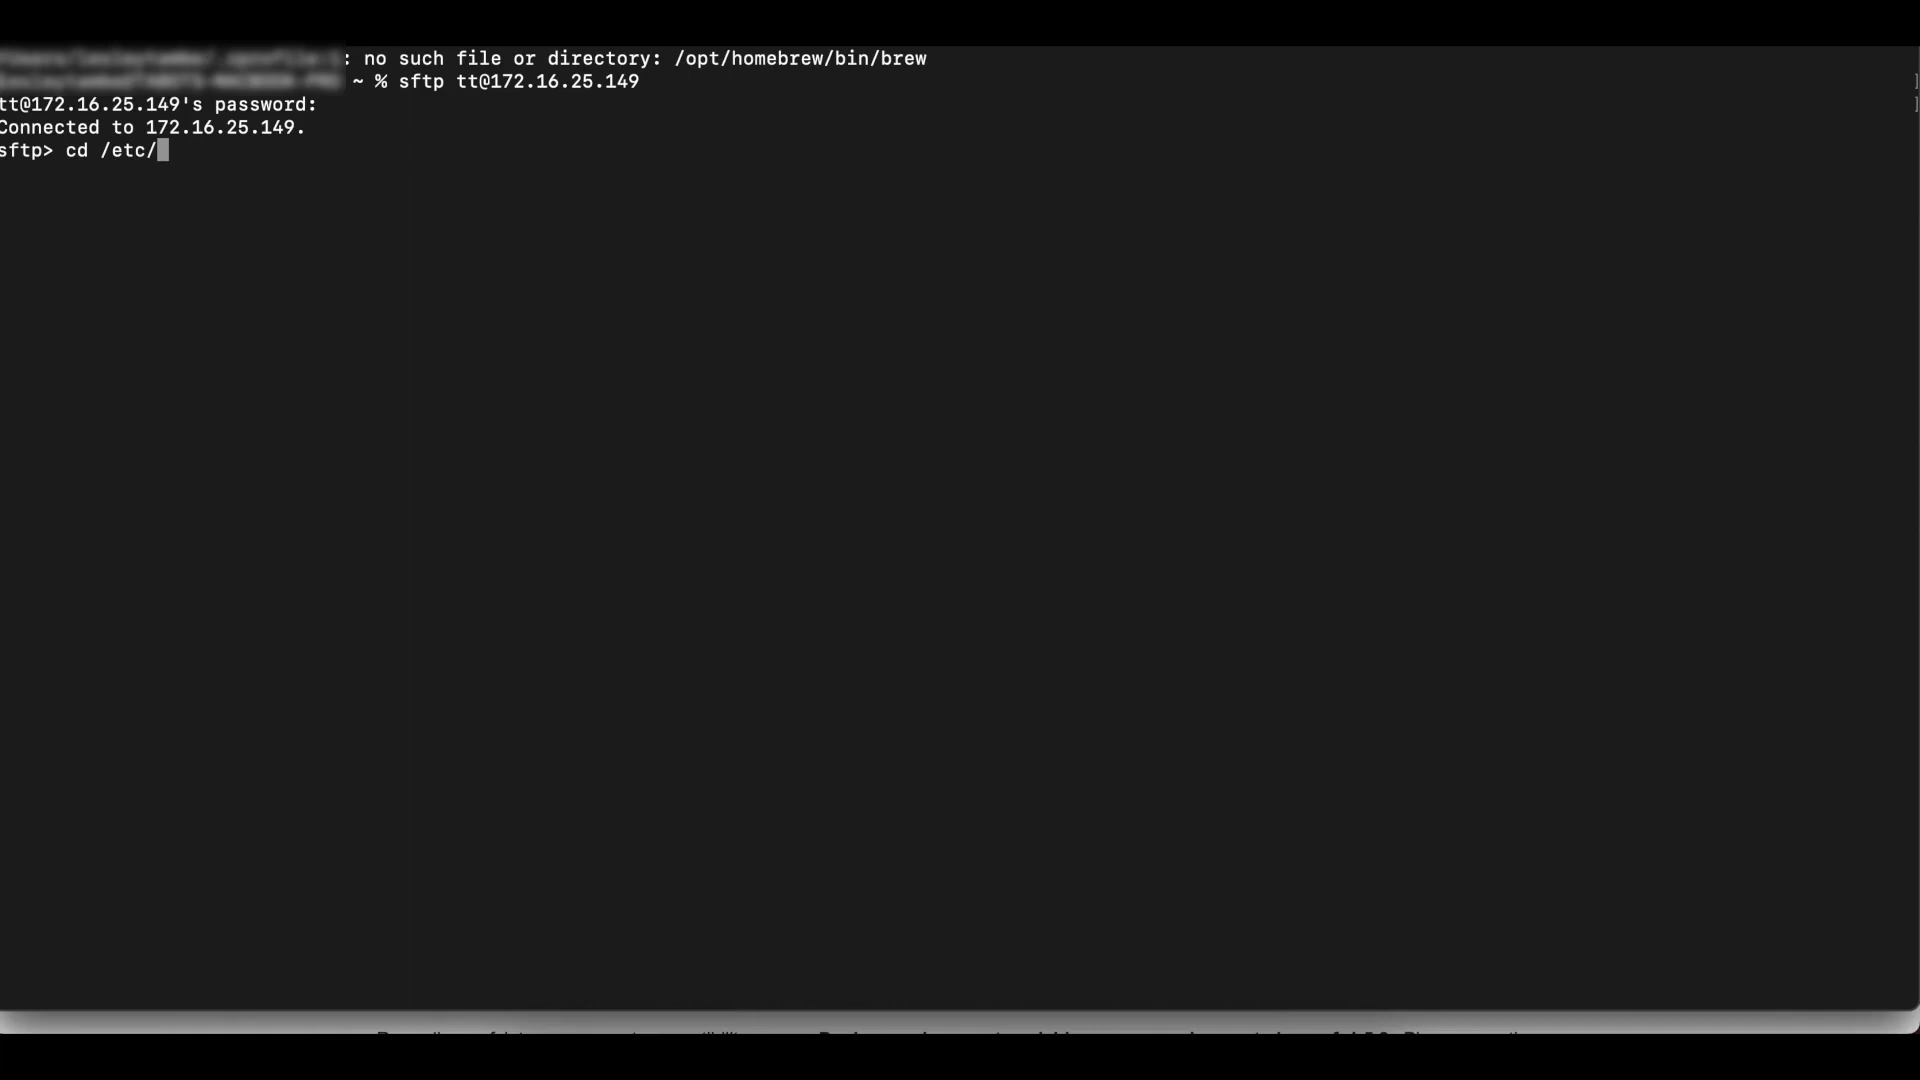 : no such file or directory: /opt/homebrew/bin/brew
~ % sftp tt@172.16.25.149
tt@172.16.25.149's password:
Connected to 172.16.25.149.
sftp> cd /etc/